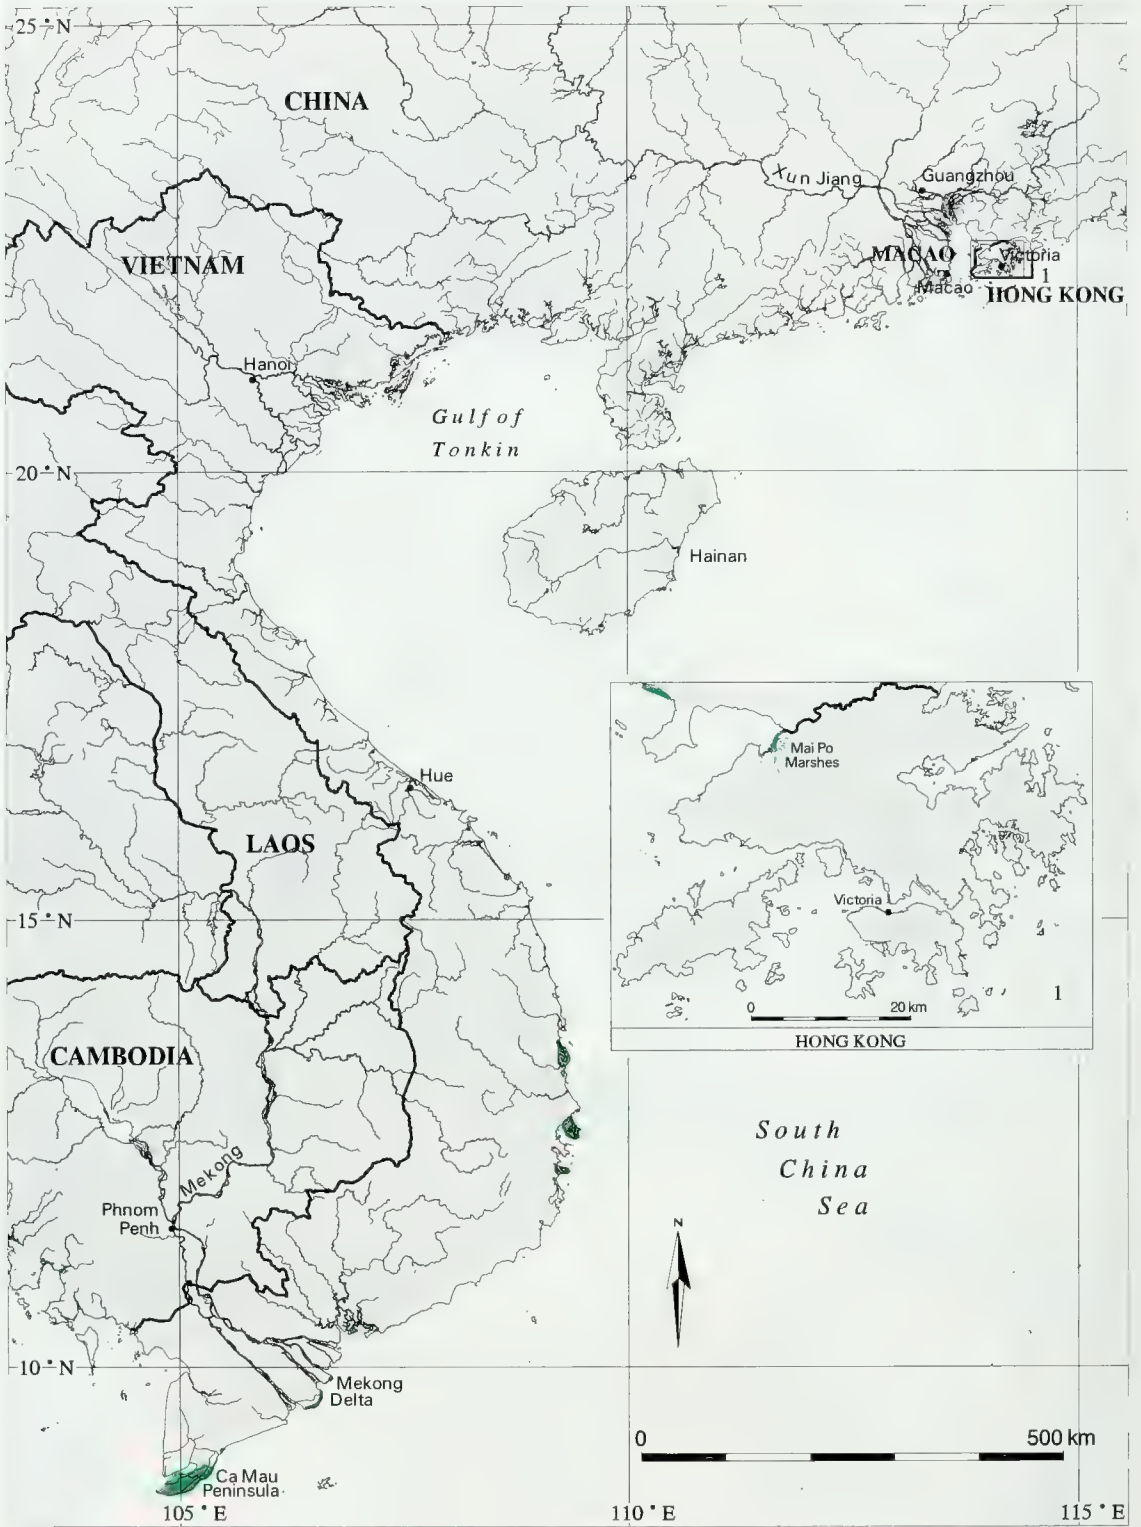 25°N
CHINA
Xun Jiang
Guangzhou
VIETNAM
MACAO
Victoria
1
Macao
HONG KONG
Hanoi
Gulf of
Tonkin
20°N
Hainan
Mai Po
Marshes
Hue
LAOS
Victoria
15°N
1
0 20 km
HONG KONG
CAMBODIA
South
China
Sea
Mekong
Phnom
Penh
N
10°N
Mekong
Delta
0 500 km
Ca Mau
Peninsula
105°E 110°E 115°E